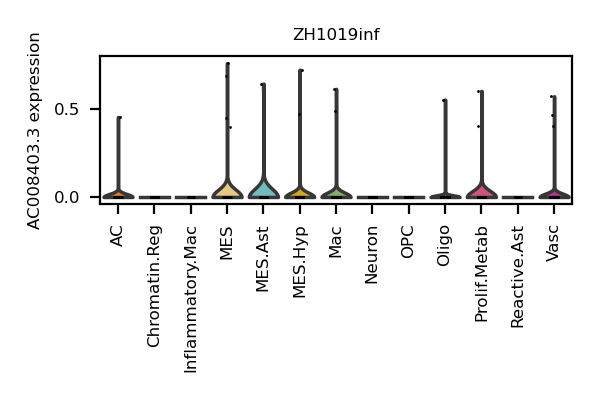 ZH1019inf
AC008403.3 expression
0.5
0.0
AC
Chromatin.Reg
Inflammatory.Mac
MES
MES.Ast
MES.Hyp
Mac
Neuron
OPC
Oligo
Prolif.Metab
Reactive.Ast
Vasc